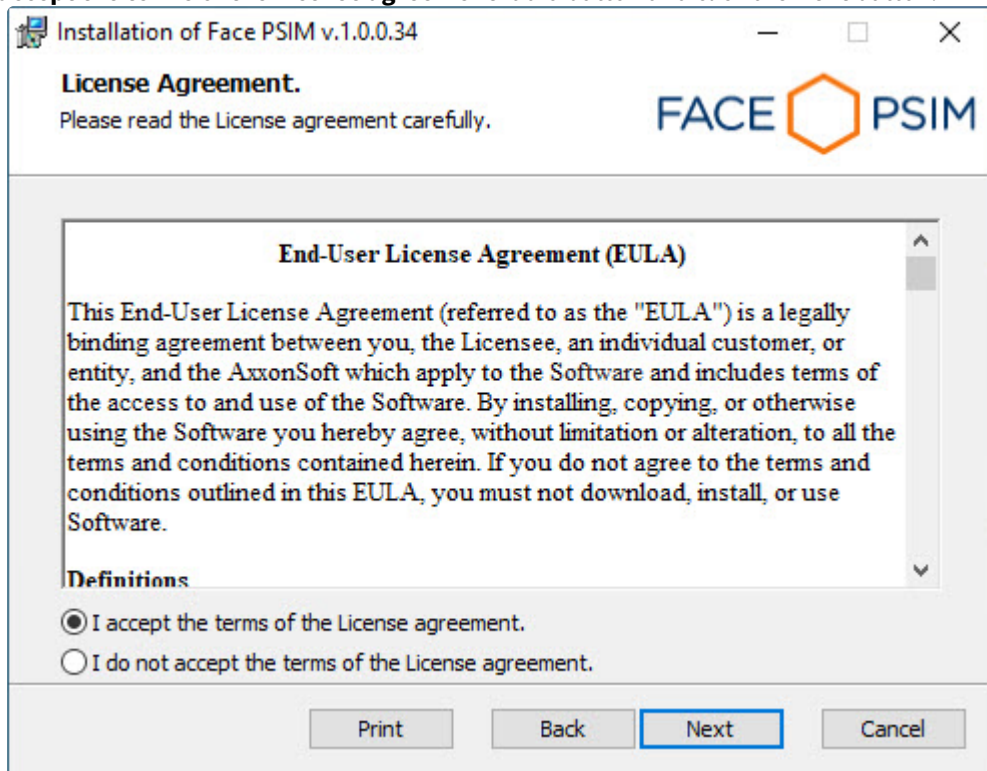 Installation of Face PSIM v.1.0.0.34
License Agreement.
Please read the License agreement carefully.
FACE PSIM
End-User License Agreement (EULA)
This End-User License Agreement (referred to as the "EULA") is a legally
binding agreement between you, the Licensee, an individual customer, or
entity, and the AxxonSoft which apply to the Software and includes terms of
the access to and use of the Software. By installing, copying, or otherwise
using the Software you hereby agree, without limitation or alteration, to all the
terms and conditions contained herein. If you do not agree to the terms and
conditions outlined in this EULA, you must not download, install, or use
Software.
Definitions
I accept the terms of the License agreement.
I do not accept the terms of the License agreement.
Print Back Next Cancel